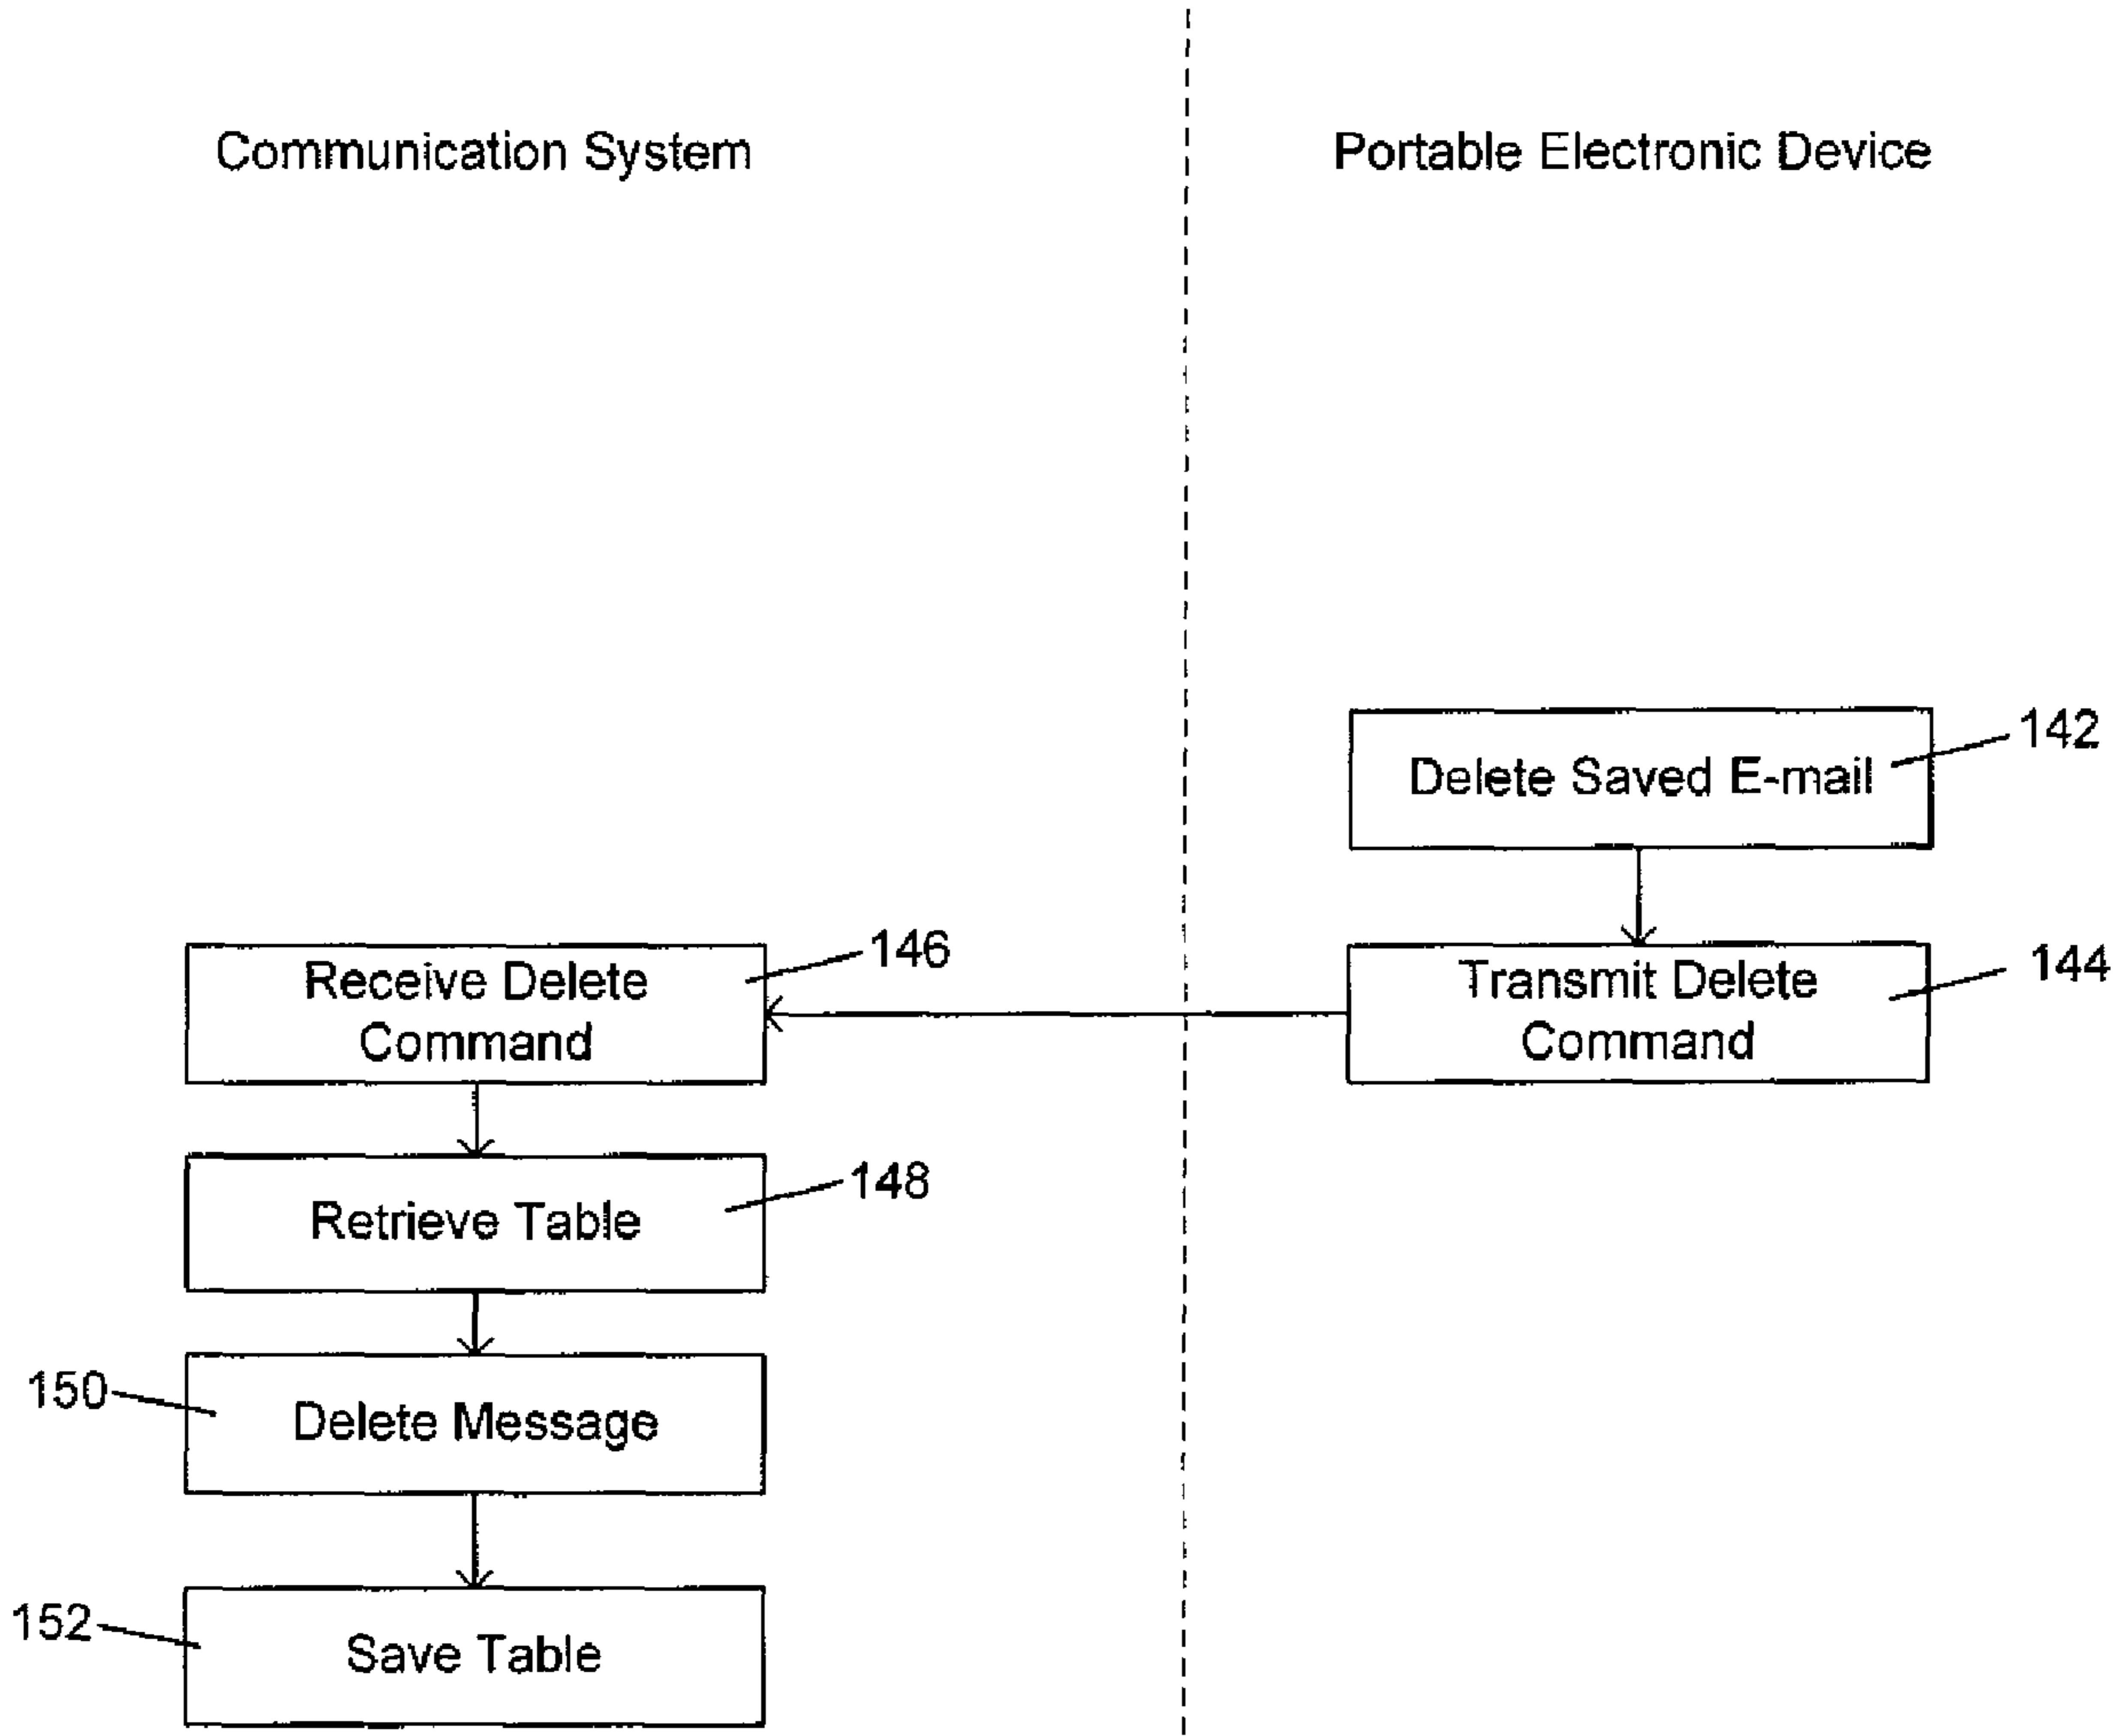 Communication System
Portable Electronic Device
Delete Saved E-mail
142
Receive Delete
Command
146
Transmit Delete
Command
144
Retrieve Table
148
150
Delete Message
152
Save Table